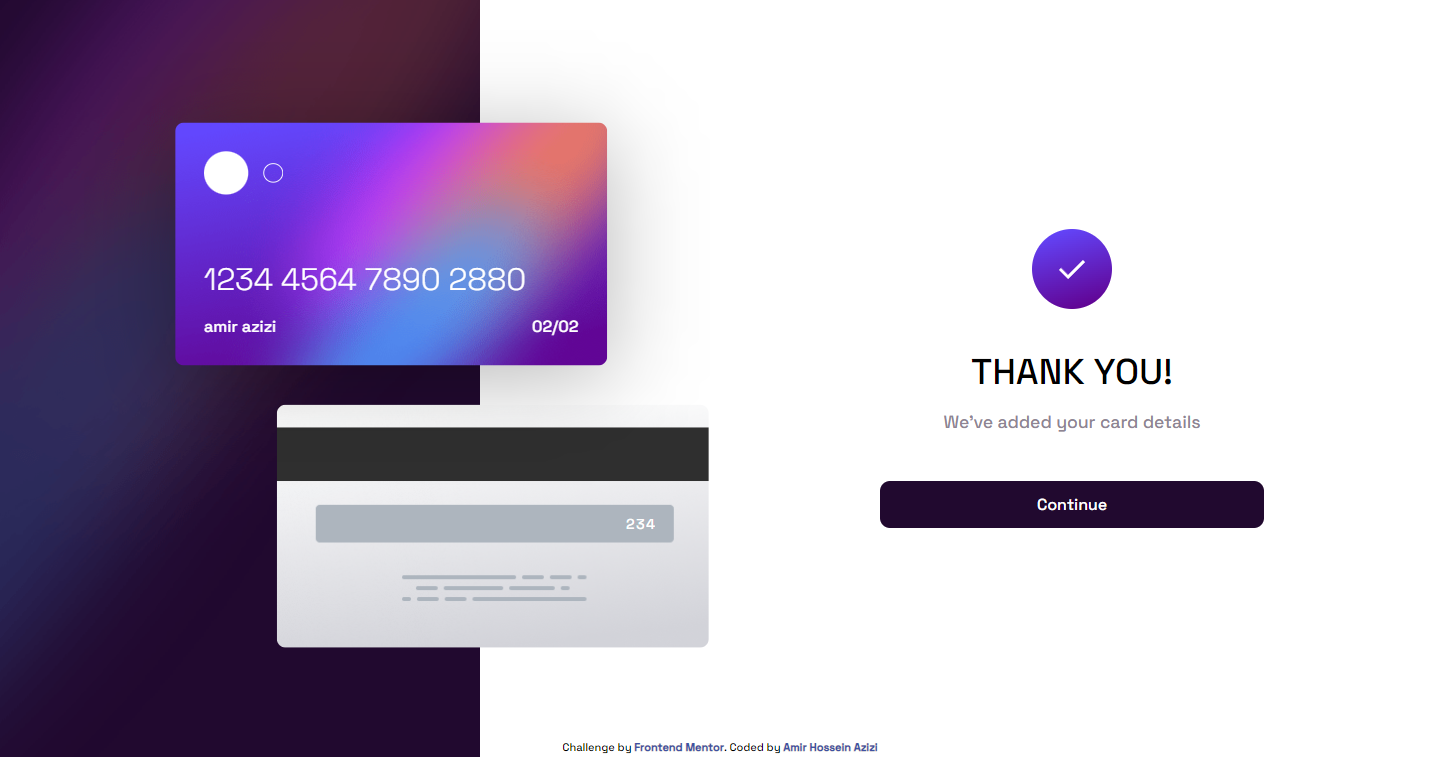 1234 4564 7890 2880
amir azizi 02/02
234
THANK YOU!
We've added your card details
Continue
Challenge by Frontend Mentor. Coded by Amir Hossein Azizi